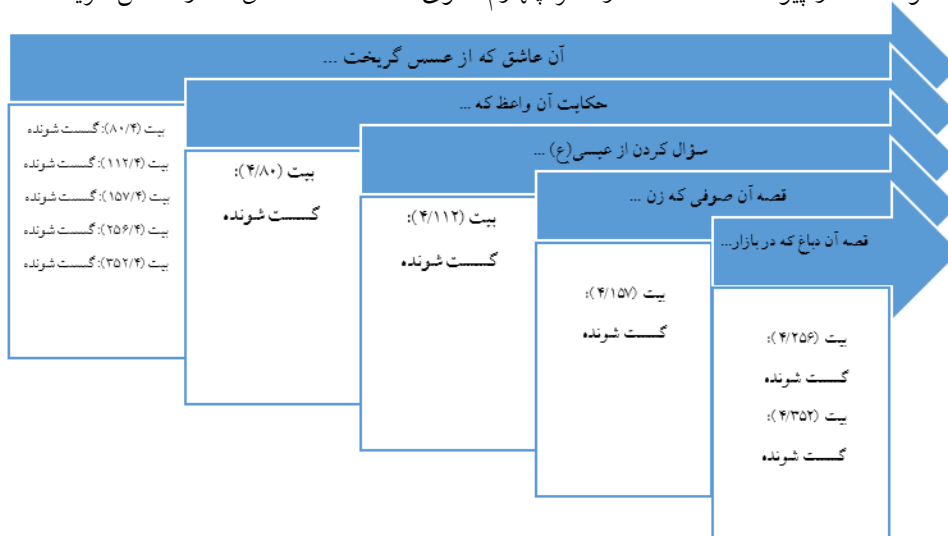 آن عاشق که از عسس گریخت ...
حکایت آن واعظ که ...
سؤال کردن از عیسی(ع) ...
قصه آن صوفی که زن ...
قصه آن دباغ که در بازار...
بیت (۸۰/۴): گسست شونده
بیت (۱۱۲/۴): گسست شونده
بیت (۱۵۷/۴): گسست شونده
بیت (۲۵۶/۴): گسست شونده
بیت (۳۵۲/۴): گسست شونده
بیت (۴/۸۰):
گسست شونده
بیت (۴/۱۱۲):
گسست شونده
بیت (۴/۱۵۷):
گست شونده
بیت (۴/۲۵۶):
گست شونده
بیت (۴/۳۵۲):
گسست شونده